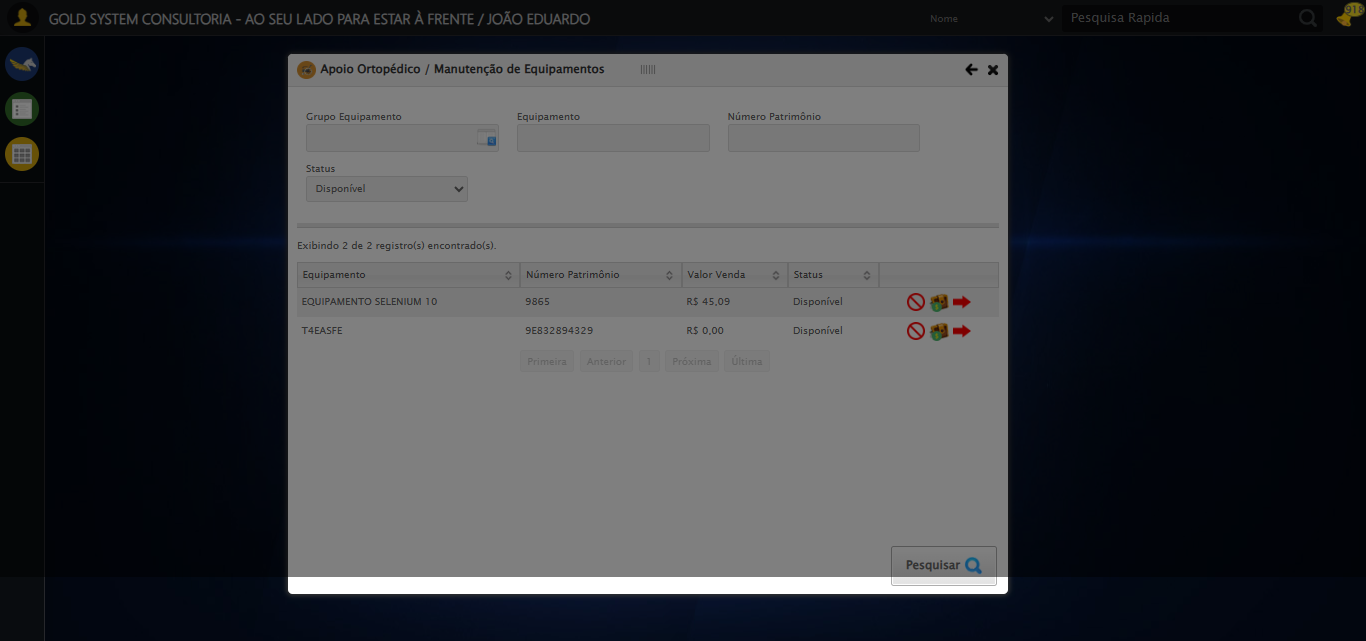 GOLD SYSTEM CONSULTORIA - AO SEU LADO PARA ESTAR À FRENTE / JOÃO EDUARDO
Nome
Pesquisa Rapida
918
Apoio Ortopédico / Manutenção de Equipamentos
Grupo Equipamento
Equipamento
Número Patrimônio
Status
Disponível
Exibindo 2 de 2 registro(s) encontrado(s).
Equipamento Número Patrimônio Valor Venda Status
EQUIPAMENTO SELENIUM 10 9865 R$ 45,09 Disponível
T4EASFE 9E832894329 R$ 0,00 Disponível
Primeira Anterior 1 Próxima Última
Pesquisar